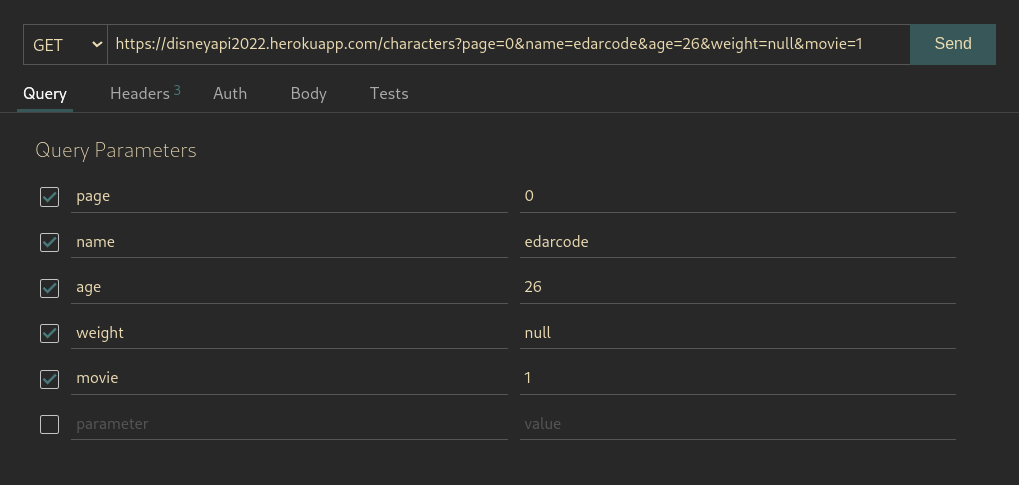 GET https://disneyapi2022.herokuapp.com/characters?page=0&name=edarcode&age=26&weight=null&movie=1 Send
Query Headers 3 Auth Body Tests
Query Parameters
page 0
name edarcode
age 26
weight null
movie 1
parameter value